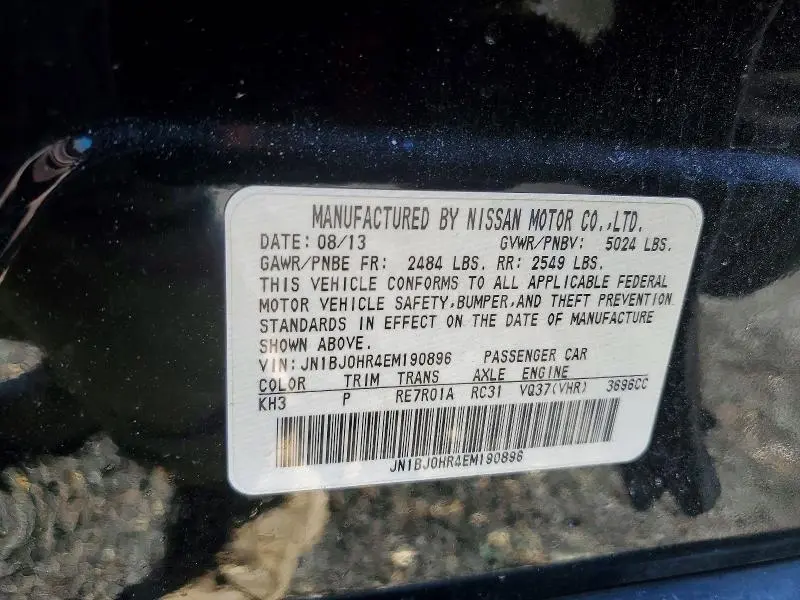 MANUFACTURED BY NISSAN MOTOR CO.,LTD.
DATE: 08/13 GVWR/PNBV: 5024 LBS.
GAWR/PNBE FR: 2484 LBS. RR: 2549 LBS.
THIS VEHICLE CONFORMS TO ALL APPLICABLE FEDERAL
MOTOR VEHICLE SAFETY,BUMPER,AND THEFT PREVENTION
STANDARDS IN EFFECT ON THE DATE OF MANUFACTURE
SHOWN ABOVE.
VIN: JN1BJ0HR4EM190896 PASSENGER CAR
COLOR TRIM TRANS AXLE ENGINE
KH3 P RE7R01A RC31 VQ37(VHR) 3696CC
JN1BJ0HR4EM190896